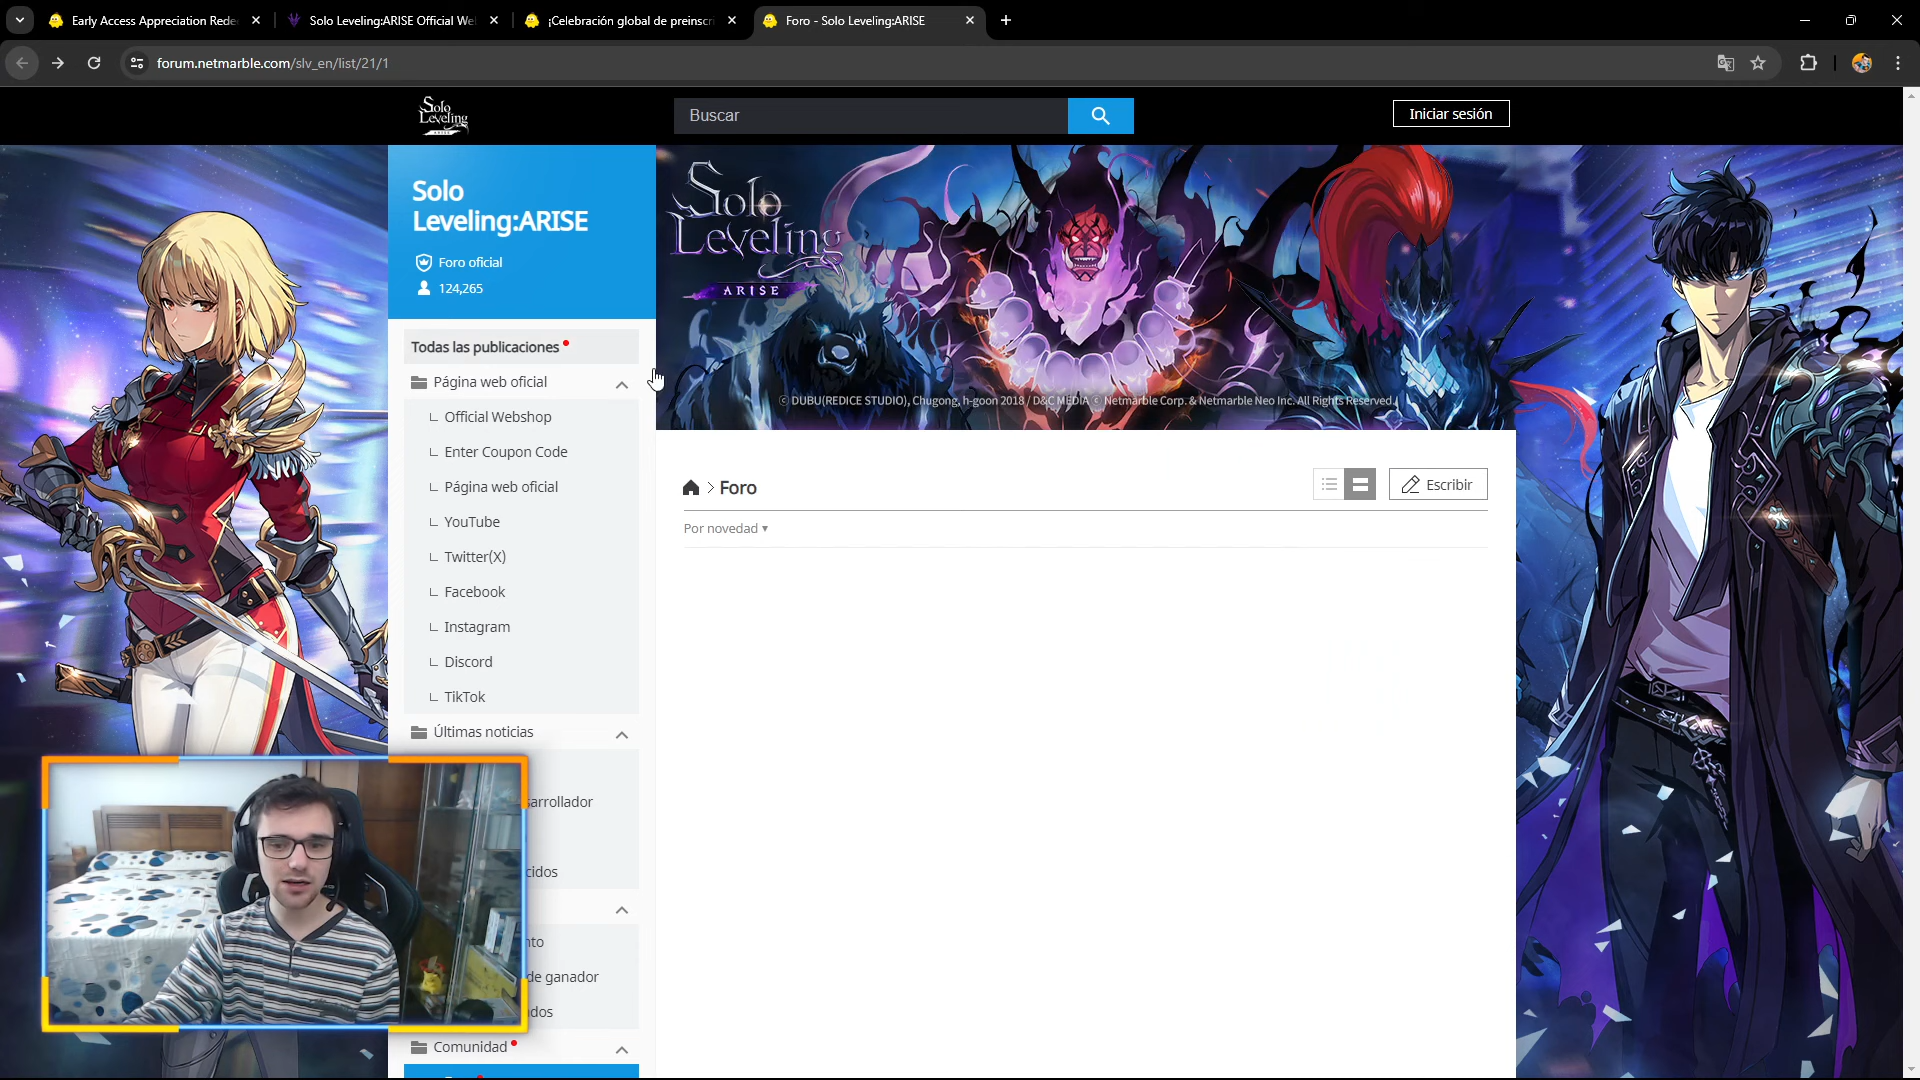 Early Access Appreciation Rede
Solo Leveling:ARISE Official We
¡Celebración global de preinscri
Foro - Solo Leveling:ARISE
forum.netmarble.com/slv_en/list/21/1
Solo
Leveling
ARISE
Buscar
Iniciar sesión
Solo
Leveling:ARISE
Foro oficial
124,265
Solo
Leveling
ARISE
© DUBU(REDICE STUDIO), Chugong, h-goon 2018 / D&C MEDIA © Netmarble Corp. & Netmarble Neo Inc. All Rights Reserved.
Todas las publicaciones
Página web oficial
Official Webshop
Enter Coupon Code
Página web oficial
YouTube
Twitter(X)
Facebook
Instagram
Discord
TikTok
Últimas noticias
sarrollador
cidos
nto
de ganador
dos
Comunidad
> Foro
Escribir
Por novedad